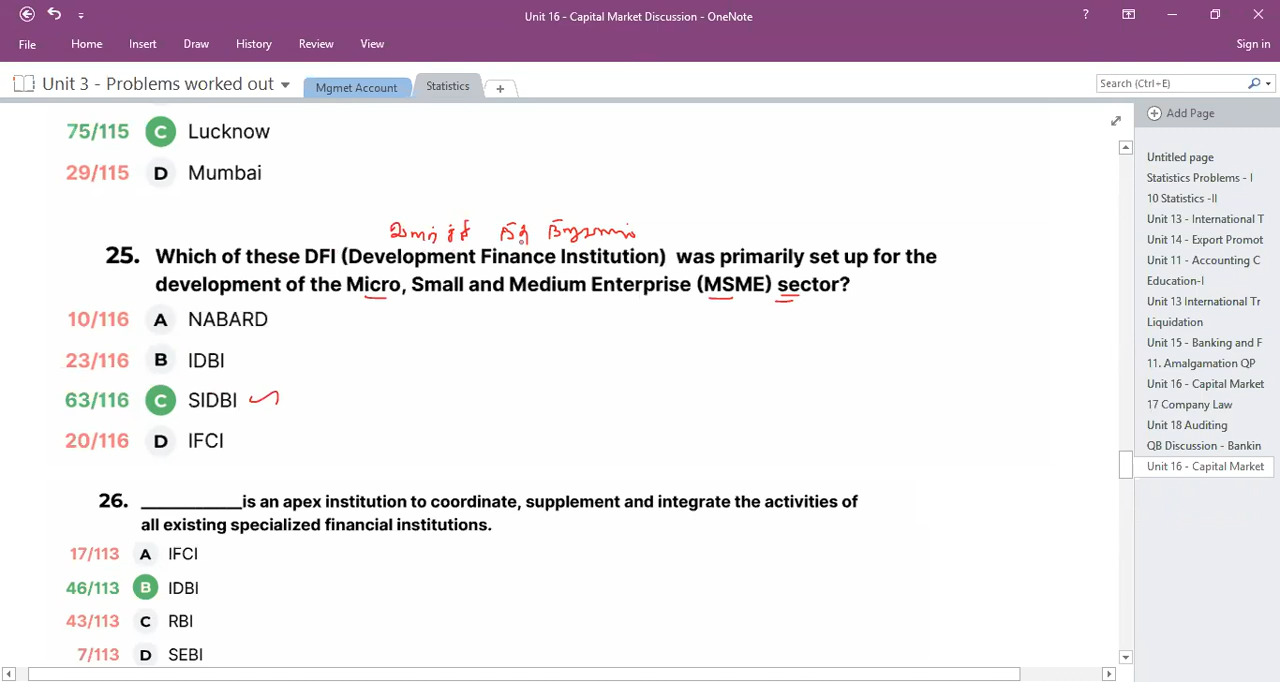 Unit 16 - Capital Market Discussion - OneNote
?
File Home Insert Draw History Review View Sign in
Unit 3 - Problems worked out Mgmet Account Statistics + Search (Ctrl+E)
75/115 C Lucknow
29/115 D Mumbai
25. Which of these DFI (Development Finance Institution) was primarily set up for the
development of the Micro, Small and Medium Enterprise (MSME) sector?
10/116 A NABARD
23/116 B IDBI
63/116 C SIDBI
20/116 D IFCI
26. ____________is an apex institution to coordinate, supplement and integrate the activities of
all existing specialized financial institutions.
17/113 A IFCI
46/113 B IDBI
43/113 C RBI
7/113 D SEBI
Add Page
Untitled page
Statistics Problems - I
10 Statistics -II
Unit 13 - International T
Unit 14 - Export Promot
Unit 11 - Accounting C
Education-I
Unit 13 International Tr
Liquidation
Unit 15 - Banking and F
11. Amalgamation QP
Unit 16 - Capital Market
17 Company Law
Unit 18 Auditing
QB Discussion - Bankin
Unit 16 - Capital Market